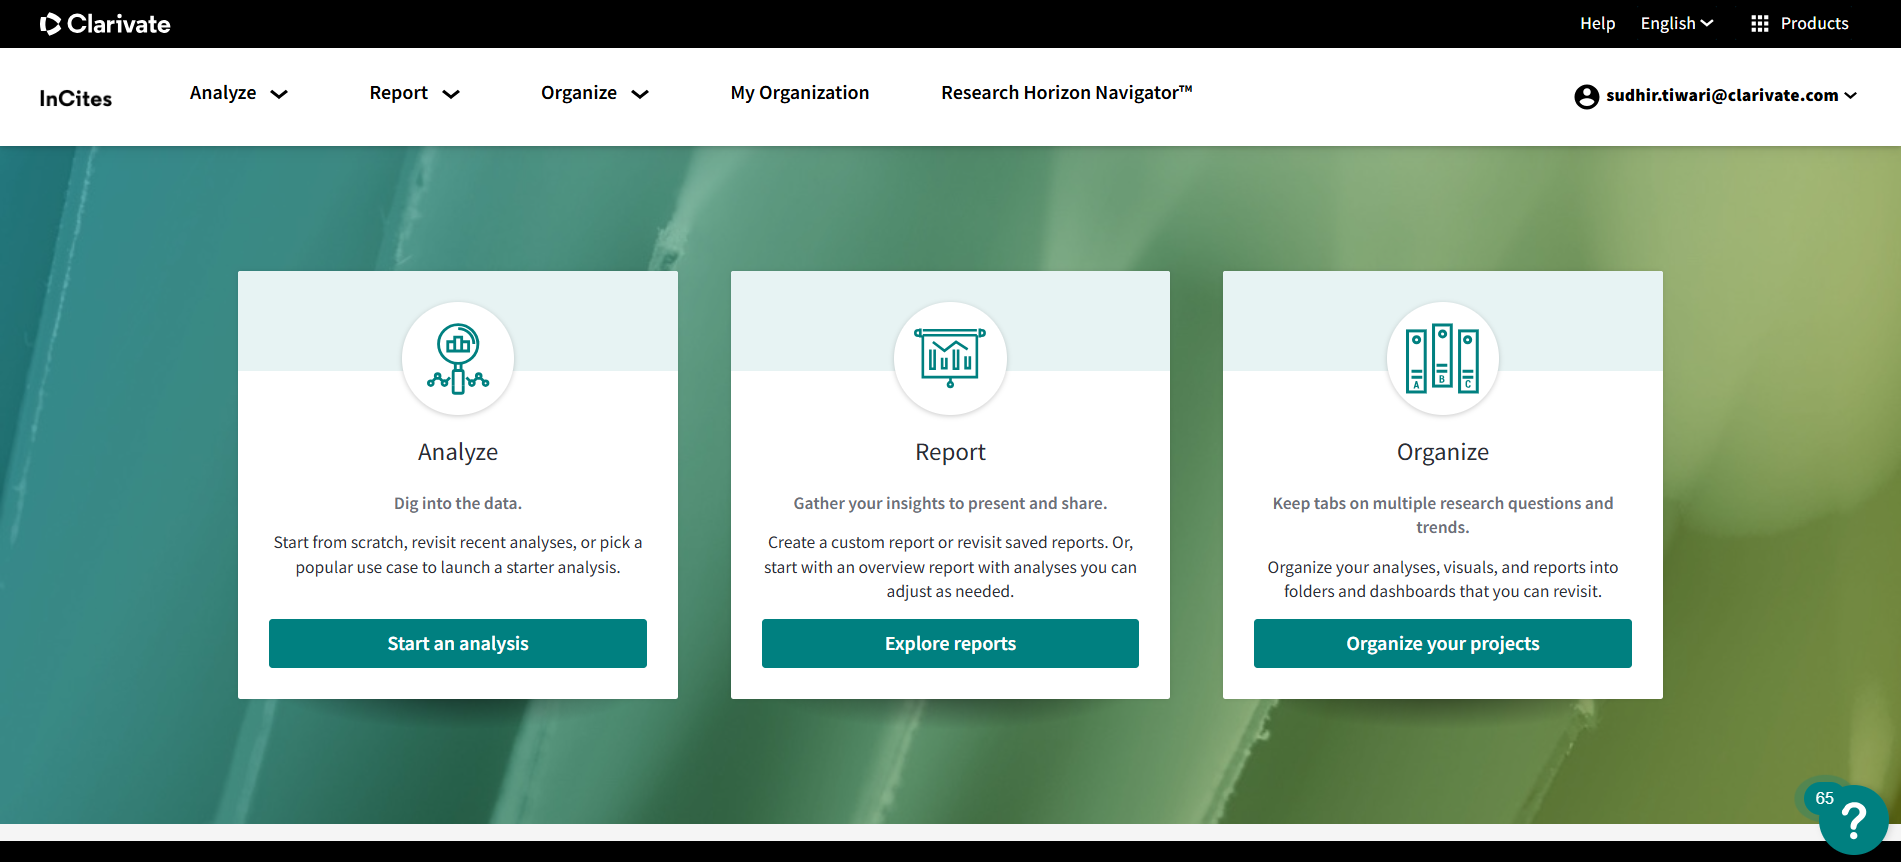 Clarivate
Help English Products
InCites Analyze Report Organize My Organization Research Horizon Navigator™ sudhir.tiwari@clarivate.com
Analyze
Dig into the data.
Start from scratch, revisit recent analyses, or pick a
popular use case to launch a starter analysis.
Start an analysis
Report
Gather your insights to present and share.
Create a custom report or revisit saved reports. Or,
start with an overview report with analyses you can
adjust as needed.
Explore reports
A B C
Organize
Keep tabs on multiple research questions and
trends.
Organize your analyses, visuals, and reports into
folders and dashboards that you can revisit.
Organize your projects
65
?